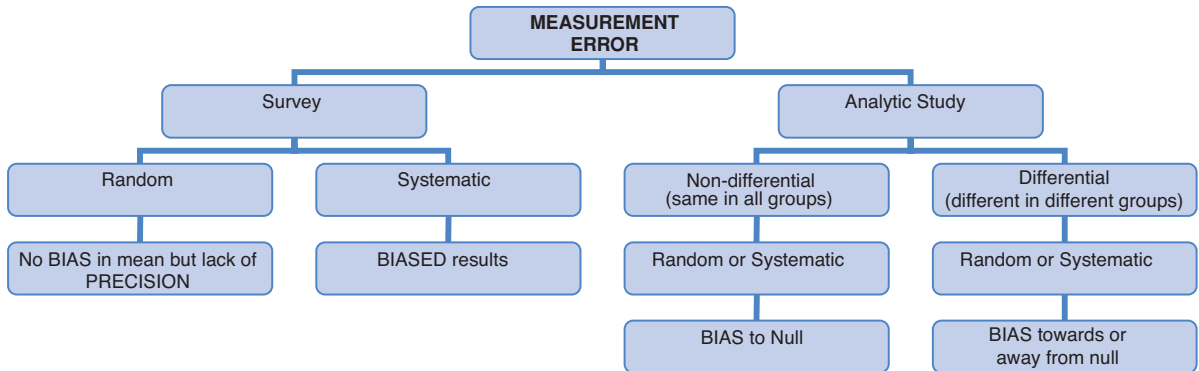 MEASUREMENT
ERROR
Survey
Analytic Study
Random
Systematic
Non-differential
(same in all groups)
Differential
(different in different groups)
No BIAS in mean but lack of
PRECISION
BIASED results
Random or Systematic
Random or Systematic
BIAS to Null
BIAS towards or
away from null